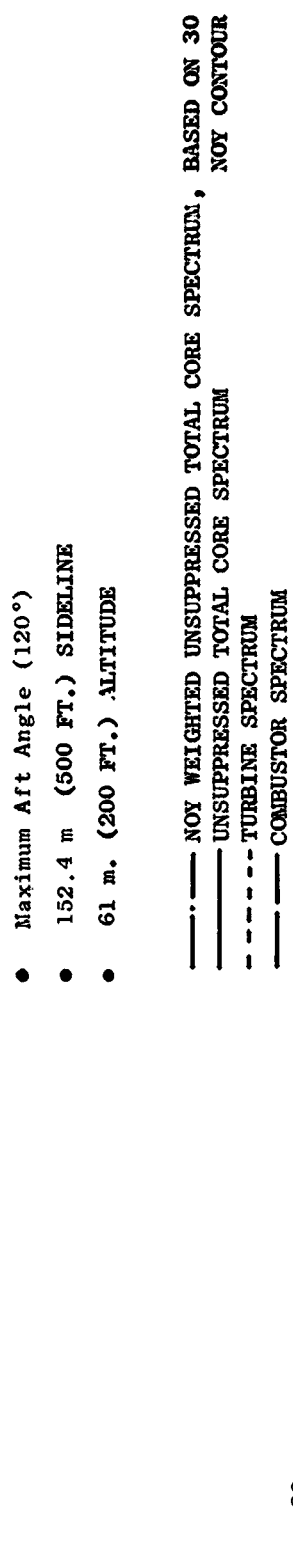 ● Maximum Aft Angle (120°)
● 152.4 m (500 FT.) SIDELINE
● 61 m. (200 FT.) ALTITUDE
NOY WEIGHTED UNSUPPRESSED TOTAL CORE SPECTRUM, BASED ON 30
NOY CONTOUR
UNSUPPRESSED TOTAL CORE SPECTRUM
TURBINE SPECTRUM
COMBUSTOR SPECTRUM